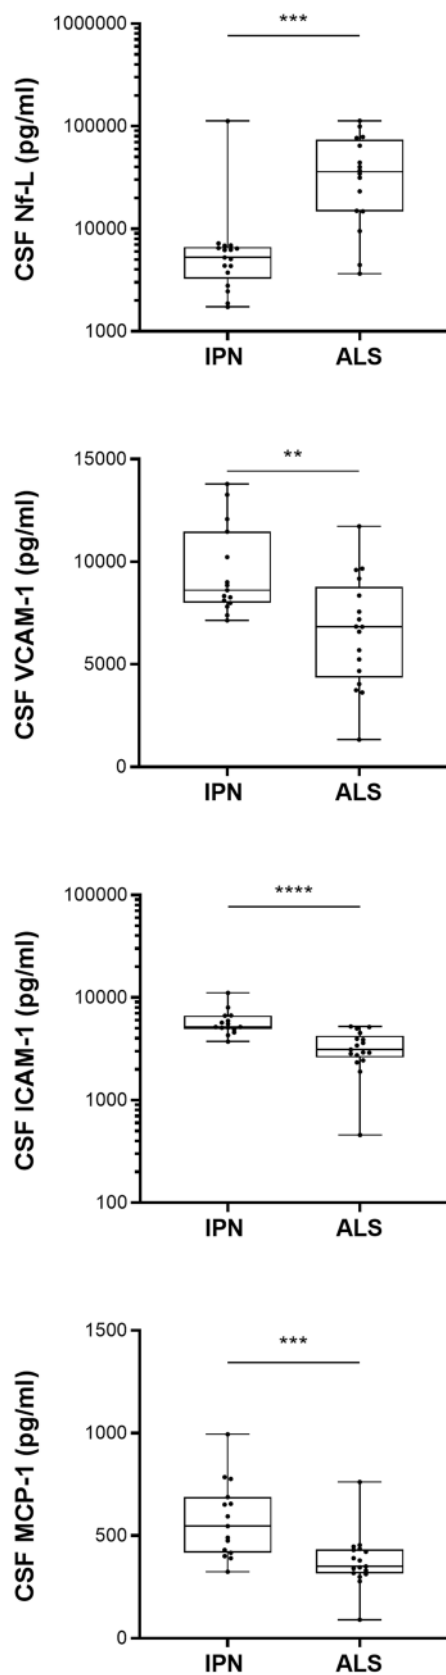 CSF Nf-L (pg/ml)
1000000
100000
10000
1000
***
IPN
ALS
CSF VCAM-1 (pg/ml)
15000
10000
5000
0
**
IPN
ALS
CSF ICAM-1 (pg/ml)
100000
10000
1000
100
****
IPN
ALS
CSF MCP-1 (pg/ml)
1500
1000
500
0
***
IPN
ALS